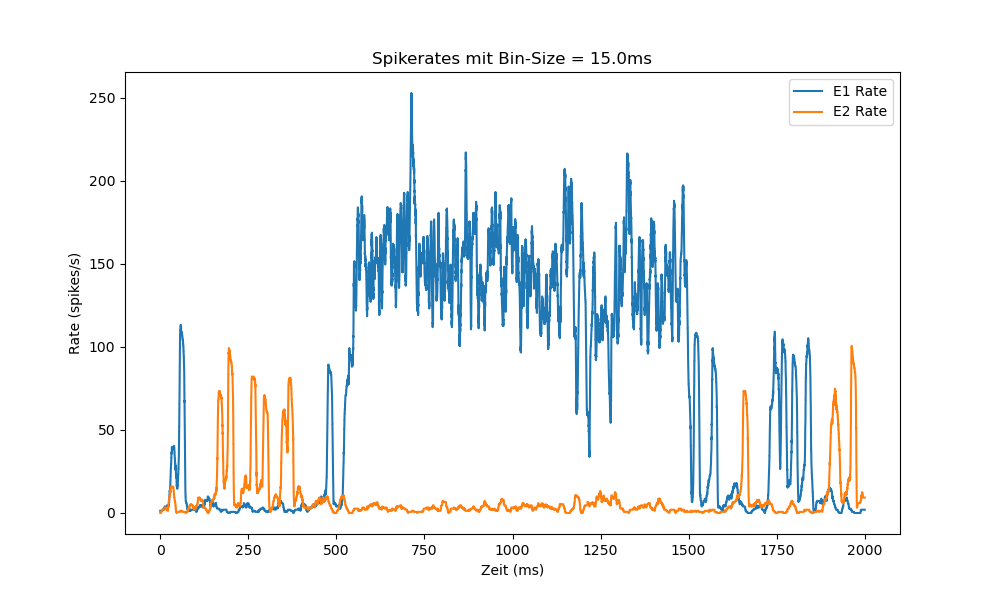 Spikerates mit Bin-Size = 15.0ms
E1 Rate
E2 Rate
Rate (spikes/s)
250
200
150
100
50
0
0 250 500 750 1000 1250 1500 1750 2000
Zeit (ms)